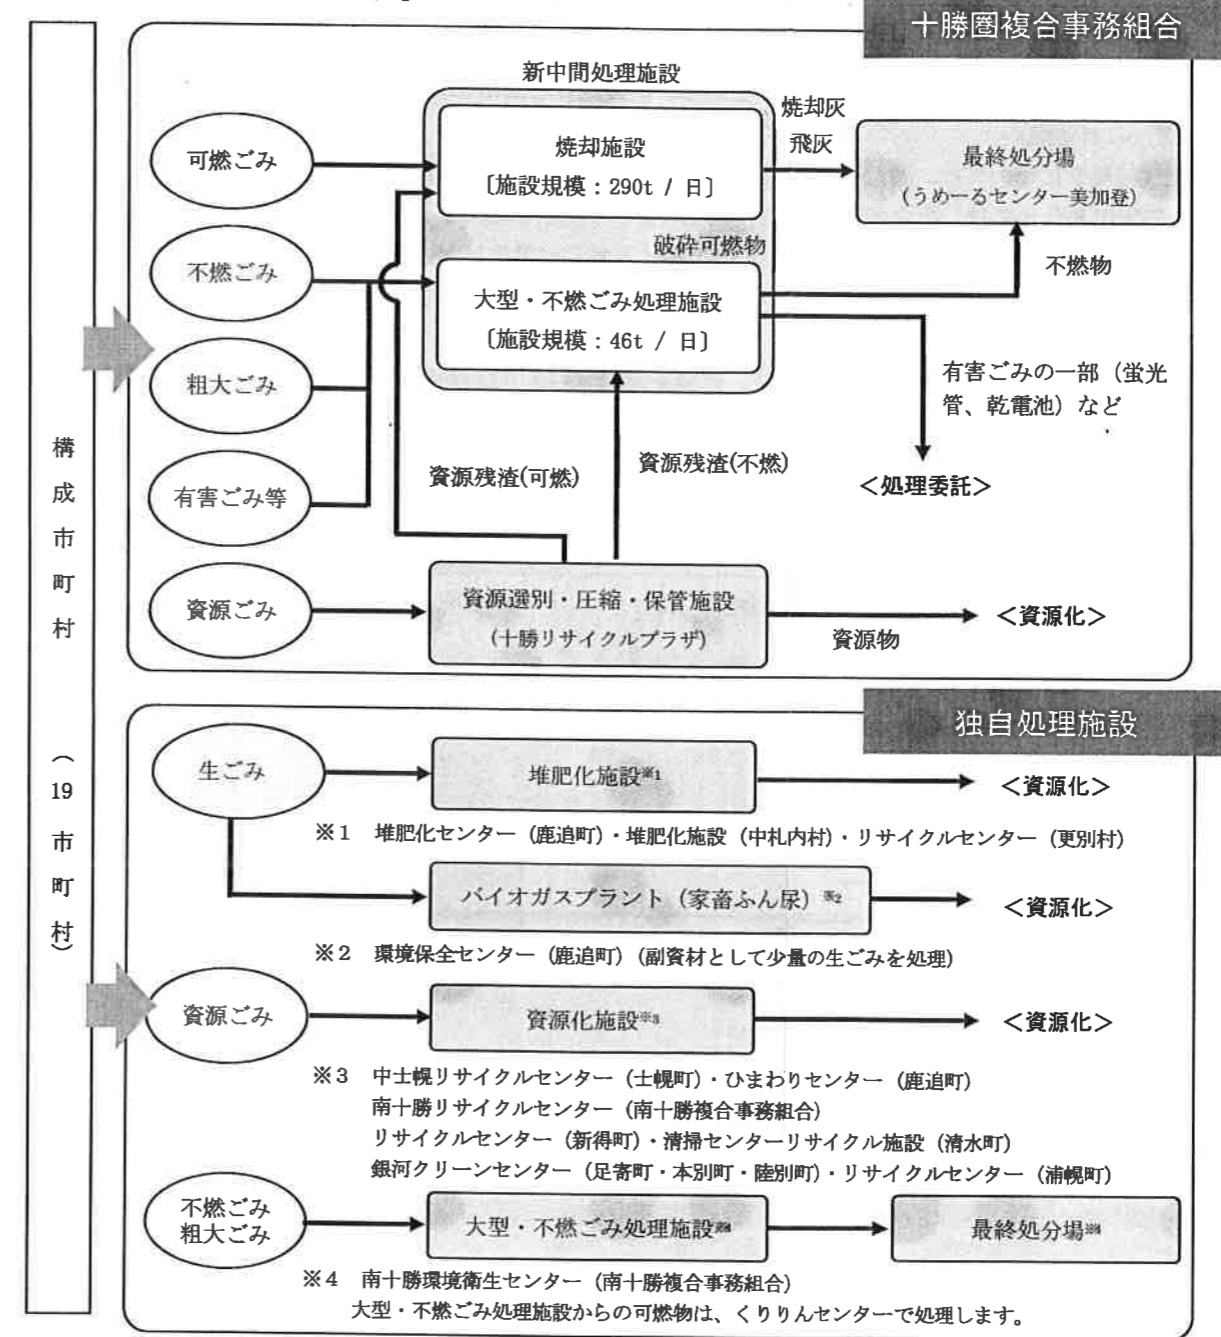 十勝圏複合事務組合
構成市町村
（19市町村）
新中間処理施設
可燃ごみ
焼却施設
〔施設規模：290t / 日〕
焼却灰
飛灰
最終処分場
(うめーるセンター美加登)
破砕可燃物
不燃ごみ
大型・不燃ごみ処理施設
〔施設規模：46t / 日〕
不燃物
粗大ごみ
有害ごみの一部（蛍光
管、乾電池）など
有害ごみ等
資源残渣(可燃)
資源残渣(不燃)
＜処理委託＞
資源ごみ
資源選別・圧縮・保管施設
(十勝リサイクルプラザ)
資源物
＜資源化＞
独自処理施設
生ごみ
堆肥化施設※1
＜資源化＞
※１　堆肥化センター（鹿追町）・堆肥化施設（中札内村）・リサイクルセンター（更別村）
バイオガスプラント（家畜ふん尿）※2
＜資源化＞
※２　環境保全センター（鹿追町）（副資材として少量の生ごみを処理）
資源ごみ
資源化施設※3
＜資源化＞
※３　中士幌リサイクルセンター（士幌町）・ひまわりセンター（鹿追町）
南十勝リサイクルセンター（南十勝複合事務組合）
リサイクルセンター（新得町）・清掃センターリサイクル施設（清水町）
銀河クリーンセンター（足寄町・本別町・陸別町）・リサイクルセンター（浦幌町）
不燃ごみ
粗大ごみ
大型・不燃ごみ処理施設※4
最終処分場※4
※４　南十勝環境衛生センター（南十勝複合事務組合）
大型・不燃ごみ処理施設からの可燃物は、くりりんセンターで処理します。